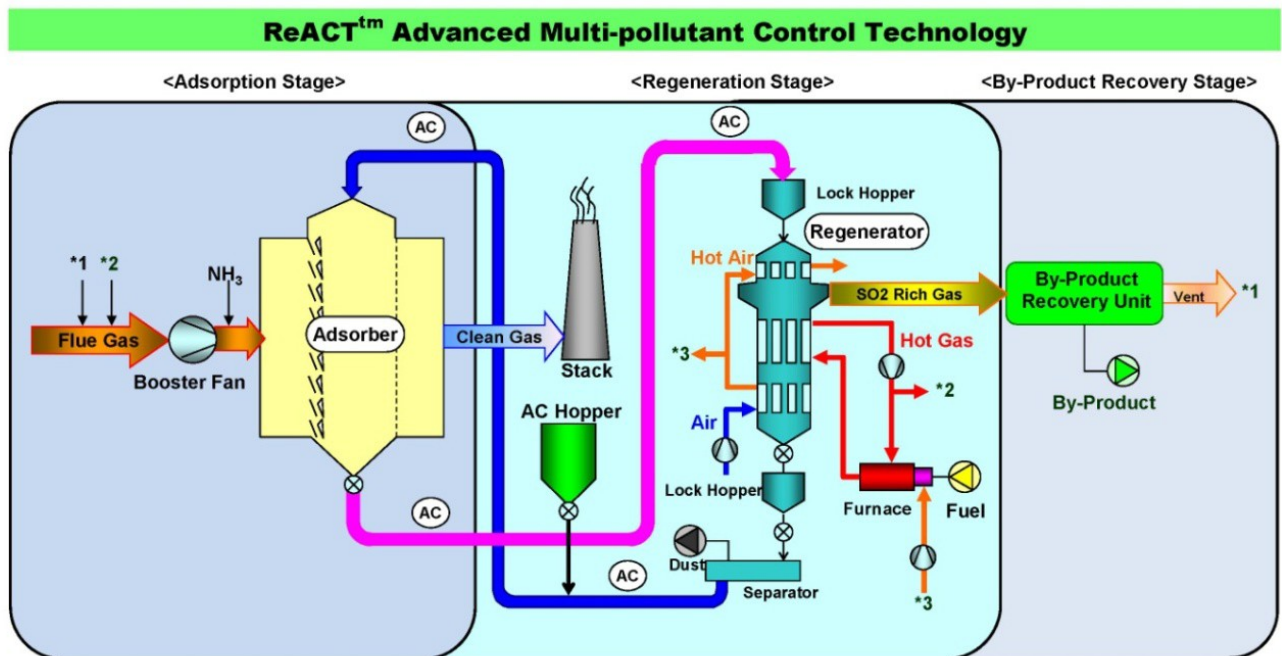 ReACT™ Advanced Multi-pollutant Control Technology
<Adsorption Stage>
<Regeneration Stage>
<By-Product Recovery Stage>
AC
AC
Lock Hopper
Regenerator
Hot Air
*1
*2
NH3
Flue Gas
Booster Fan
Adsorber
Clean Gas
Stack
SO2 Rich Gas
By-Product
Recovery Unit
Vent
*1
*3
Hot Gas
*2
By-Product
AC Hopper
Air
Lock Hopper
Furnace
Fuel
AC
AC
Dust
Separator
*3